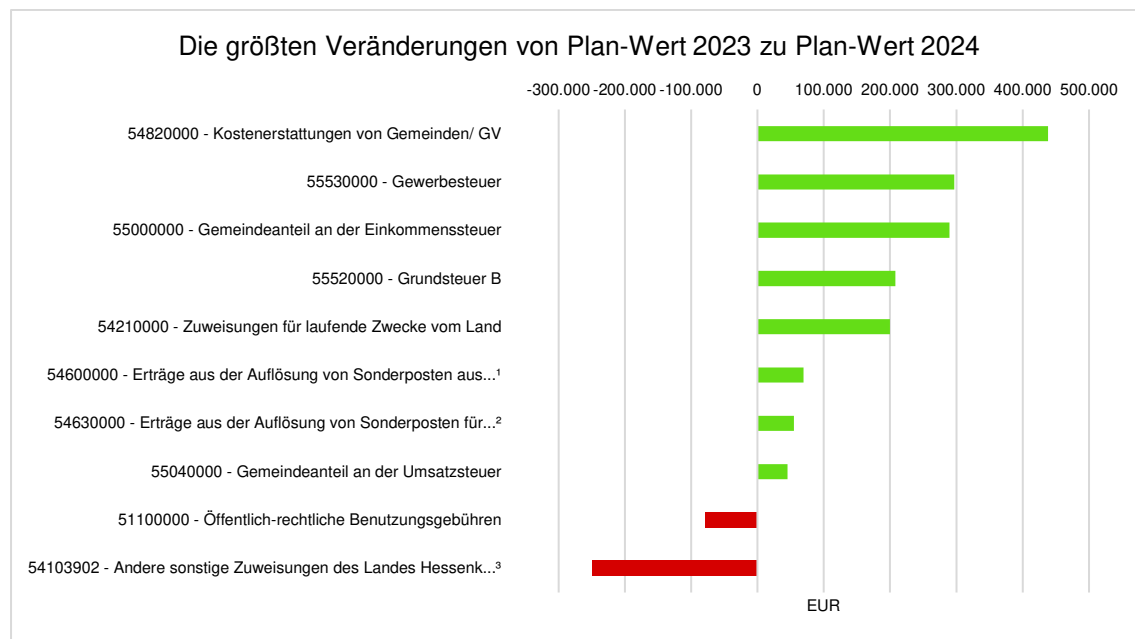 Die größten Veränderungen von Plan-Wert 2023 zu Plan-Wert 2024
-300.000 -200.000 -100.000 0 100.000 200.000 300.000 400.000 500.000
54820000 - Kostenerstattungen von Gemeinden/ GV
55530000 - Gewerbesteuer
55000000 - Gemeindeanteil an der Einkommenssteuer
55520000 - Grundsteuer B
54210000 - Zuweisungen für laufende Zwecke vom Land
54600000 - Erträge aus der Auflösung von Sonderposten aus...¹
54630000 - Erträge aus der Auflösung von Sonderposten für...²
55040000 - Gemeindeanteil an der Umsatzsteuer
51100000 - Öffentlich-rechtliche Benutzungsgebühren
54103902 - Andere sonstige Zuweisungen des Landes Hessenk...³
EUR